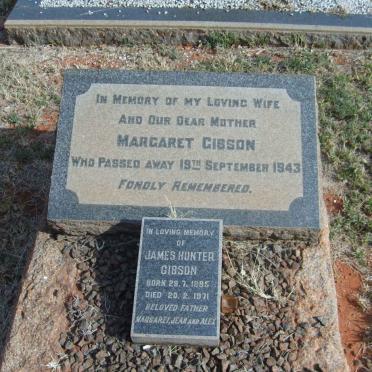 In Memory of my Loving Wife
And Our Dear Mother
Margaret Gibson
Who Passed away 19th September 1943
Fondly Remembered.
In Loving Memory
of
James Hunter
Gibson
Born 29.7.1895
Died 20.2.1971
Beloved Father
Margaret, Jean and Alex